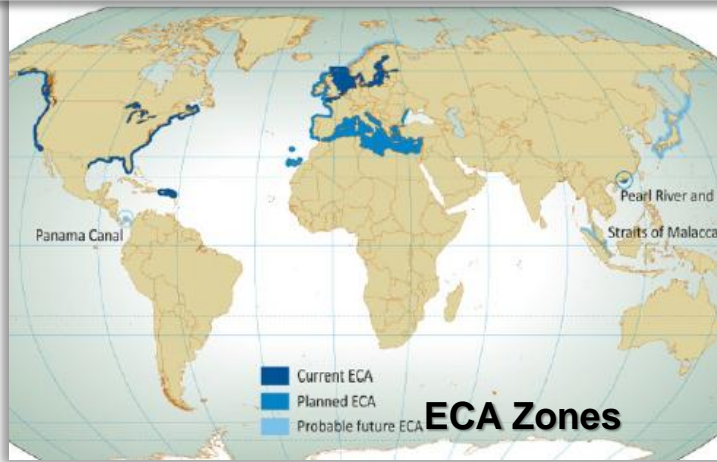 Pearl River and
Panama Canal
Straits of Malacca
Current ECA
Planned ECA
Probable future ECA
ECA Zones